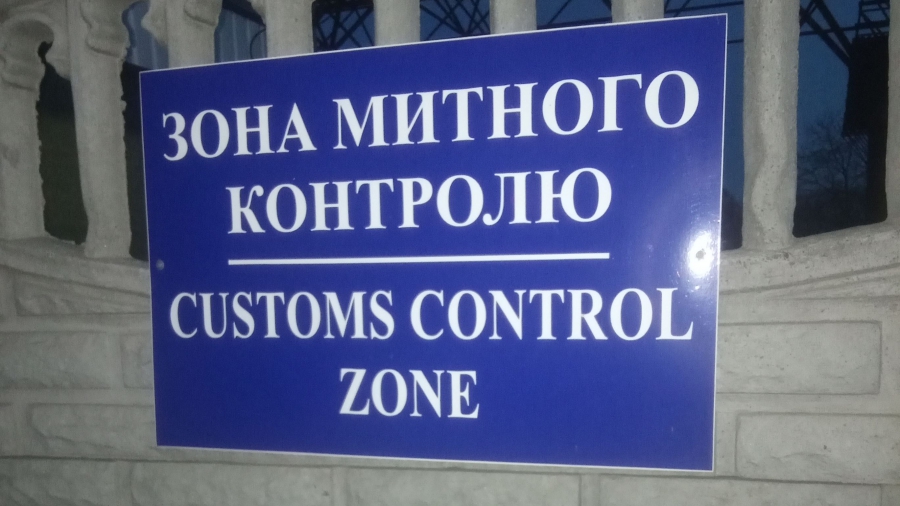 ЗОНА МИТНОГО
КОНТРОЛЮ
CUSTOMS CONTROL
ZONE